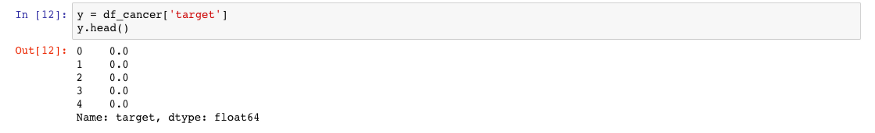 In [12]: y = df_cancer['target']
y.head()
Out[12]: 0    0.0
1    0.0
2    0.0
3    0.0
4    0.0
Name: target, dtype: float64